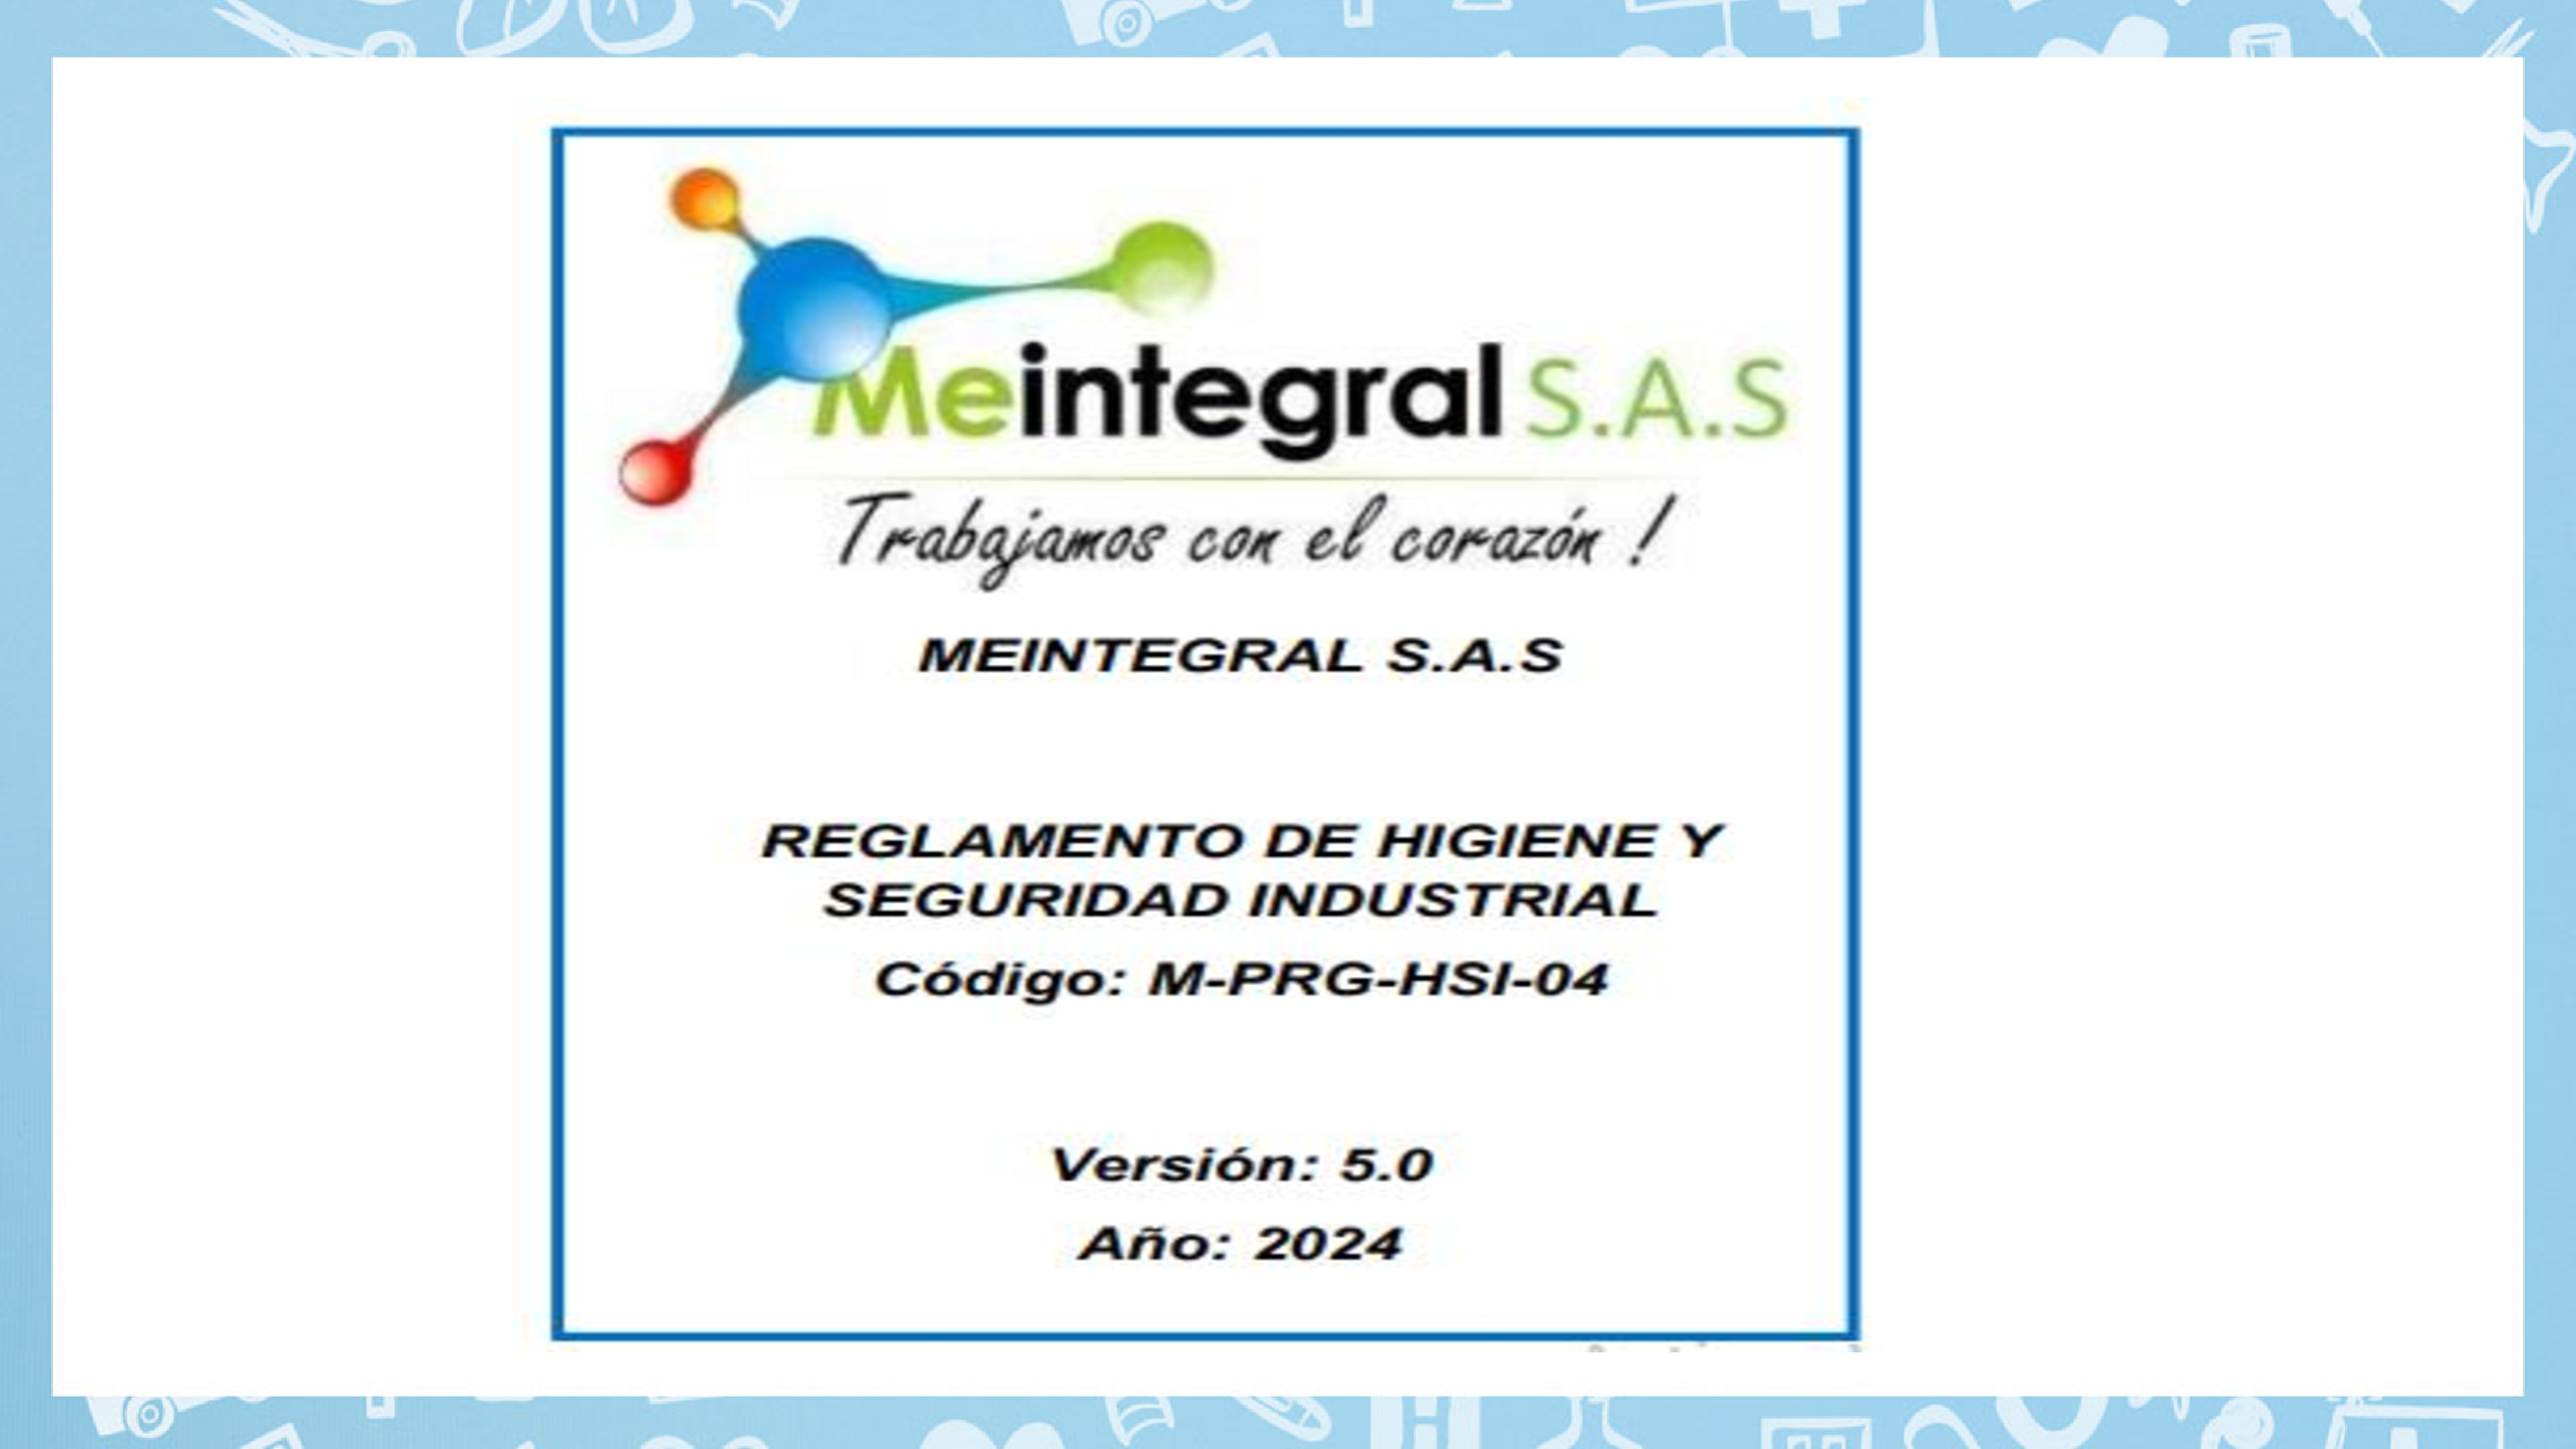 Meintegral S.A.S
Trabajamos con el corazón !
MEINTEGRAL S.A.S
REGLAMENTO DE HIGIENE Y
SEGURIDAD INDUSTRIAL
Código: M-PRG-HSI-04
Versión: 5.0
Año: 2024